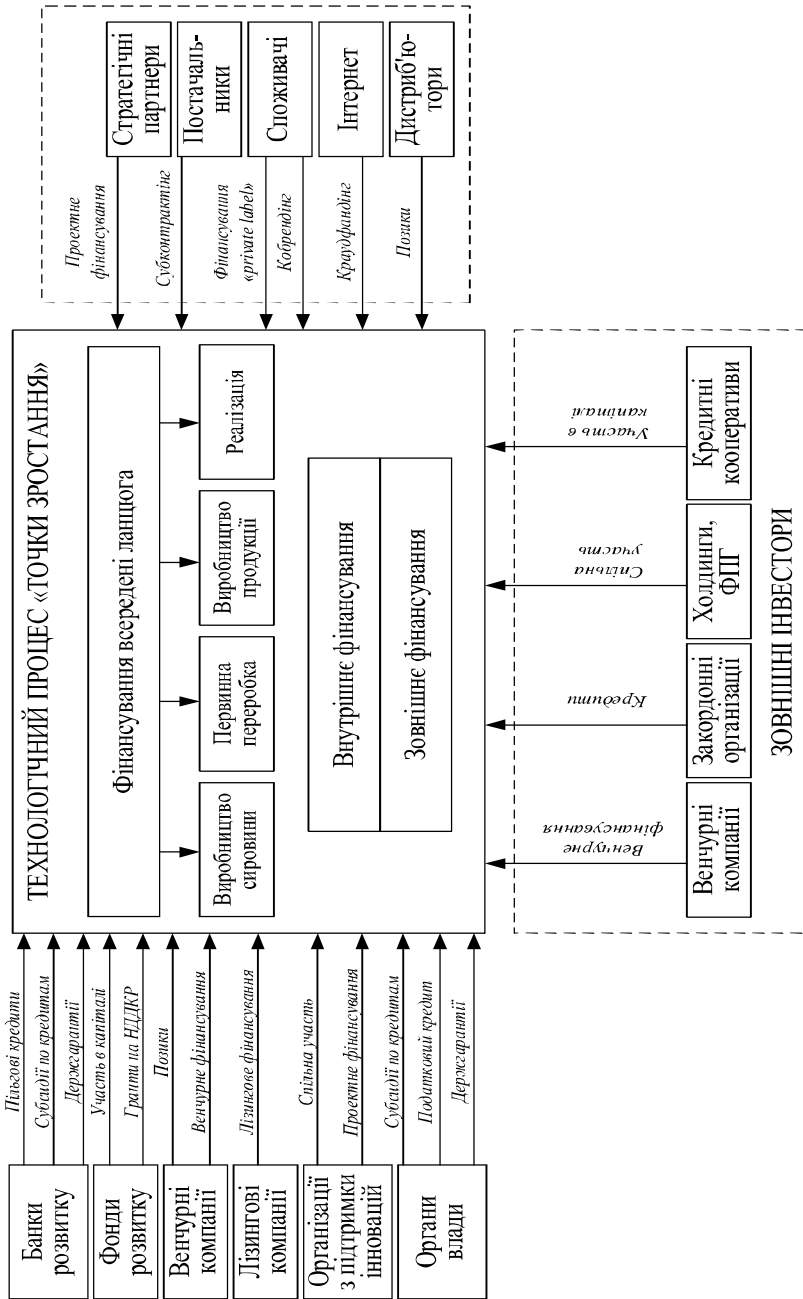 Банки
розвитку
Фонди
розвитку
Венчурні
компанії
Лізингові
компанії
Організації
з підтримки
інновацій
Органи
влади
Пільгові кредити
Субсидії по кредитам
Держгарантії
Участь в капіталі
Гранти на НДДКР
Позики
Венчурне фінансування
Лізингове фінансування
Спільна участь
Проектне фінансування
Субсидії по кредитам
Податковий кредит
Держгарантії
ТЕХНОЛОГІЧНИЙ ПРОЦЕС «ТОЧКИ ЗРОСТАННЯ»
Фінансування всередені ланцюга
Виробництво
сировини
Первинна
переробка
Виробництво
продукції
Реалізація
Внутрішнє фінансування
Зовнішнє фінансування
Проектне
фінансування
Субконтрактінг
Фінансування
«private label»
Кобрендінг
Краудфандінг
Позики
Стратегічні
партнери
Постачаль-
ники
Споживачі
Інтернет
Дистриб'ю-
тори
Венчурне
фінансування
Кредити
Спільна
участь
Участь в
капіталі
Венчурні
компанії
Закордонні
організації
Холдинги,
ФПГ
Кредитні
кооперативи
ЗОВНІШНІ ІНВЕСТОРИ